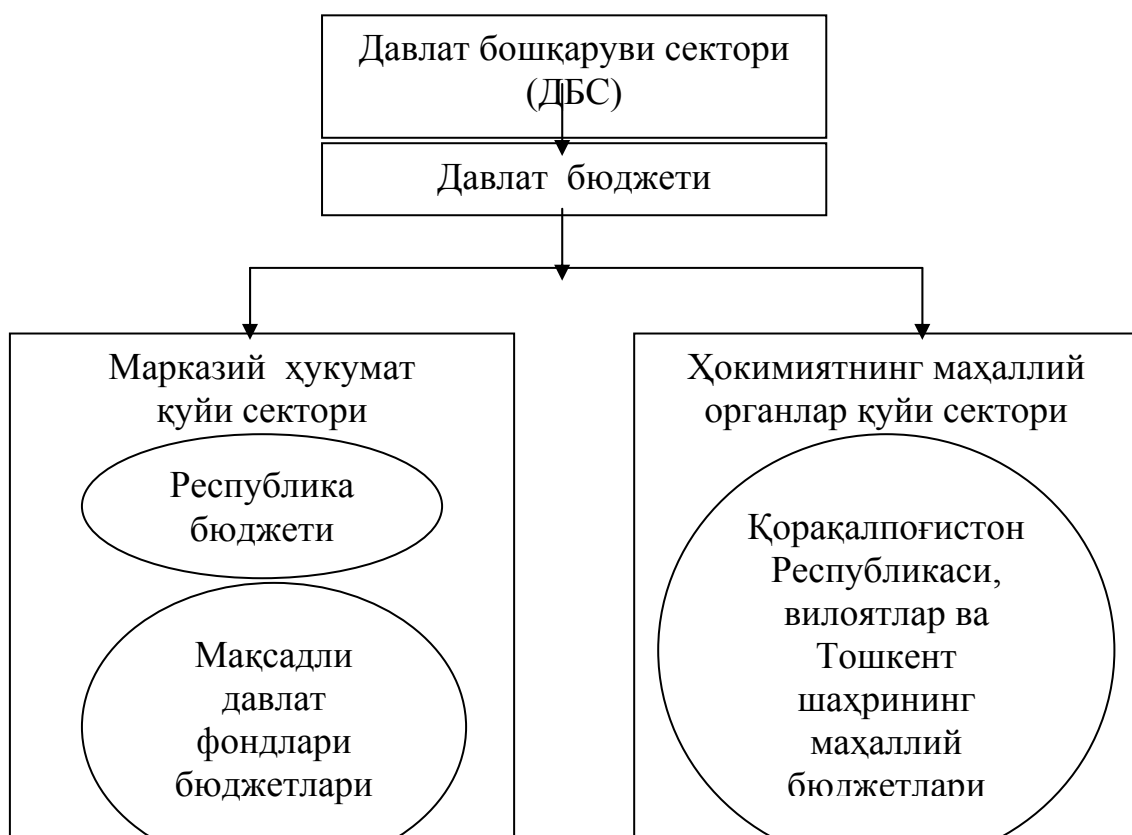 Давлат бошқаруви сектори
(ДБС)
Давлат бюджети
Марказий ҳукумат
қуйи сектори
Республика
бюджети
Мақсадли
давлат
фондлари
бюджетлари
Ҳокимиятнинг маҳаллий
органлар қуйи сектори
Қорақалпоғистон
Республикаси,
вилоятлар ва
Тошкент
шаҳрининг
маҳаллий
бюджетлари